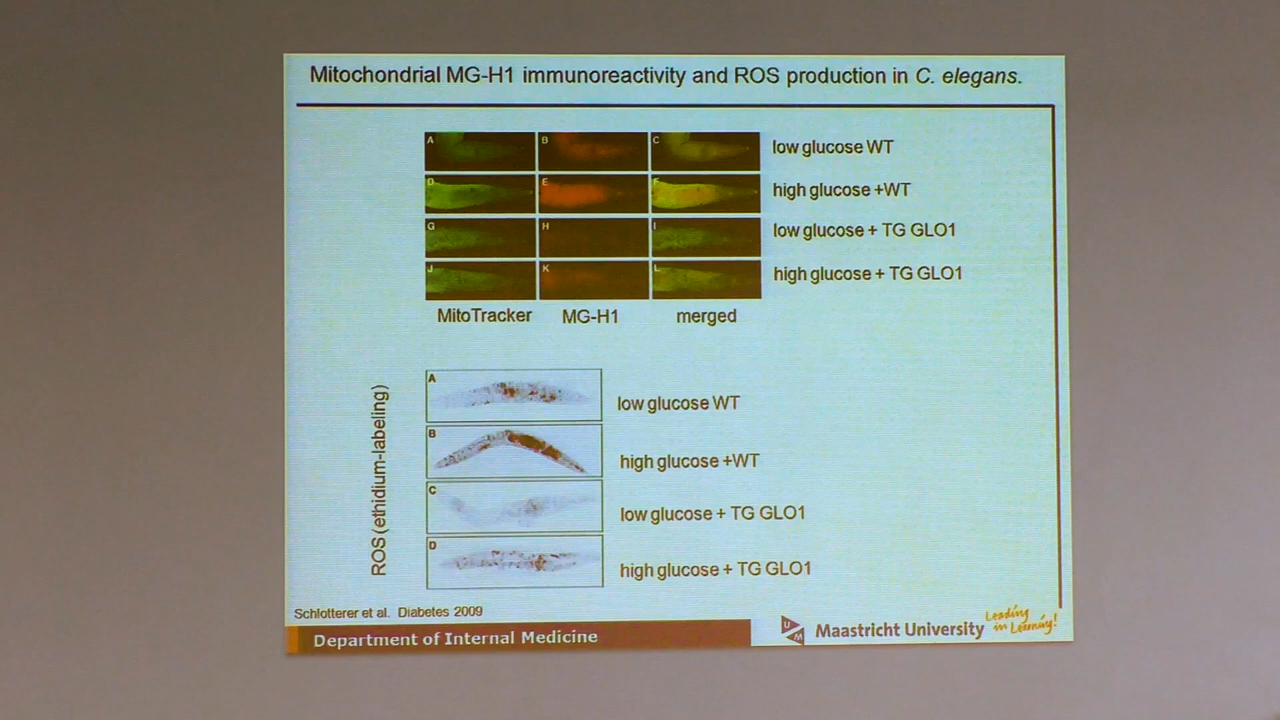 Mitochondrial MG-H1 immunoreactivity and ROS production in C. elegans.
A B C low glucose WT
D E F high glucose +WT
G H I low glucose + TG GLO1
J K L high glucose + TG GLO1
MitoTracker MG-H1 merged
ROS (ethidium-labeling)
A low glucose WT
B high glucose +WT
C low glucose + TG GLO1
D high glucose + TG GLO1
Schlotterer et al. Diabetes 2009
Department of Internal Medicine
UM Maastricht University
Leading
in Learning!